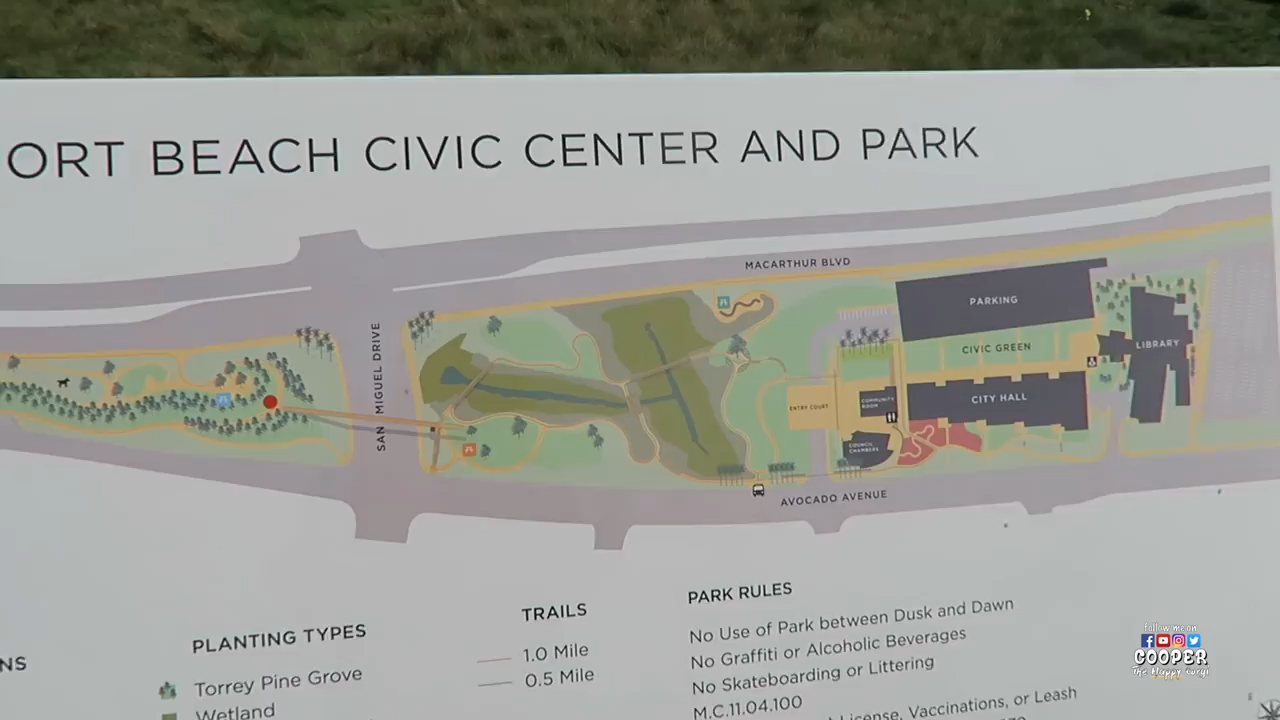 ORT BEACH CIVIC CENTER AND PARK
MACARTHUR BLVD
SAN MIGUEL DRIVE
PARKING
CIVIC GREEN
LIBRARY
ENTRY COURT
COMMUNITY
ROOM
CITY HALL
COUNCIL
CHAMBERS
AVOCADO AVENUE
NS
PLANTING TYPES
Torrey Pine Grove
Wetland
TRAILS
1.0 Mile
0.5 Mile
PARK RULES
No Use of Park between Dusk and Dawn
No Graffiti or Alcoholic Beverages
No Skateboarding or Littering
M.C.11.04.100
License, Vaccinations, or Leash
follow me on
COOPER
the Flippy Corgi